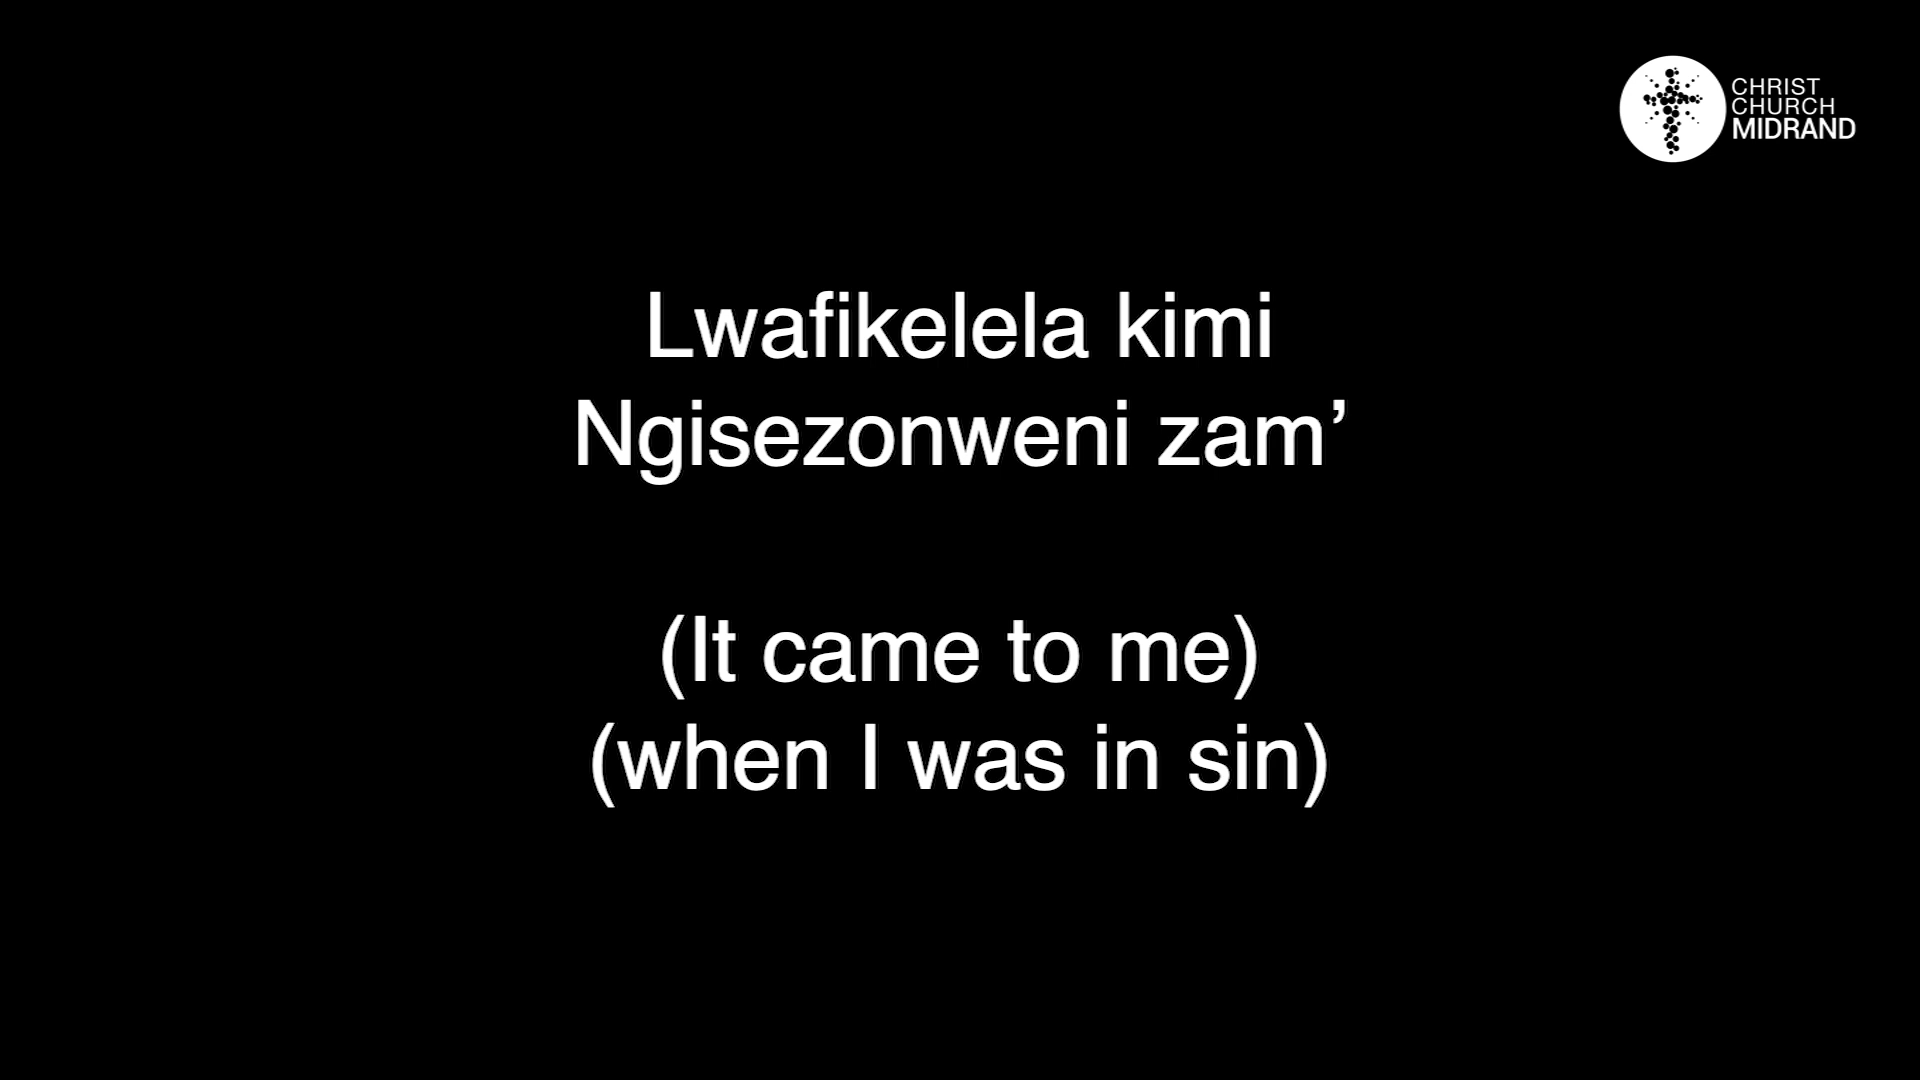 CHRIST
CHURCH
MIDRAND
Lwafikelela kimi
Ngisezonweni zam’
(It came to me)
(when I was in sin)